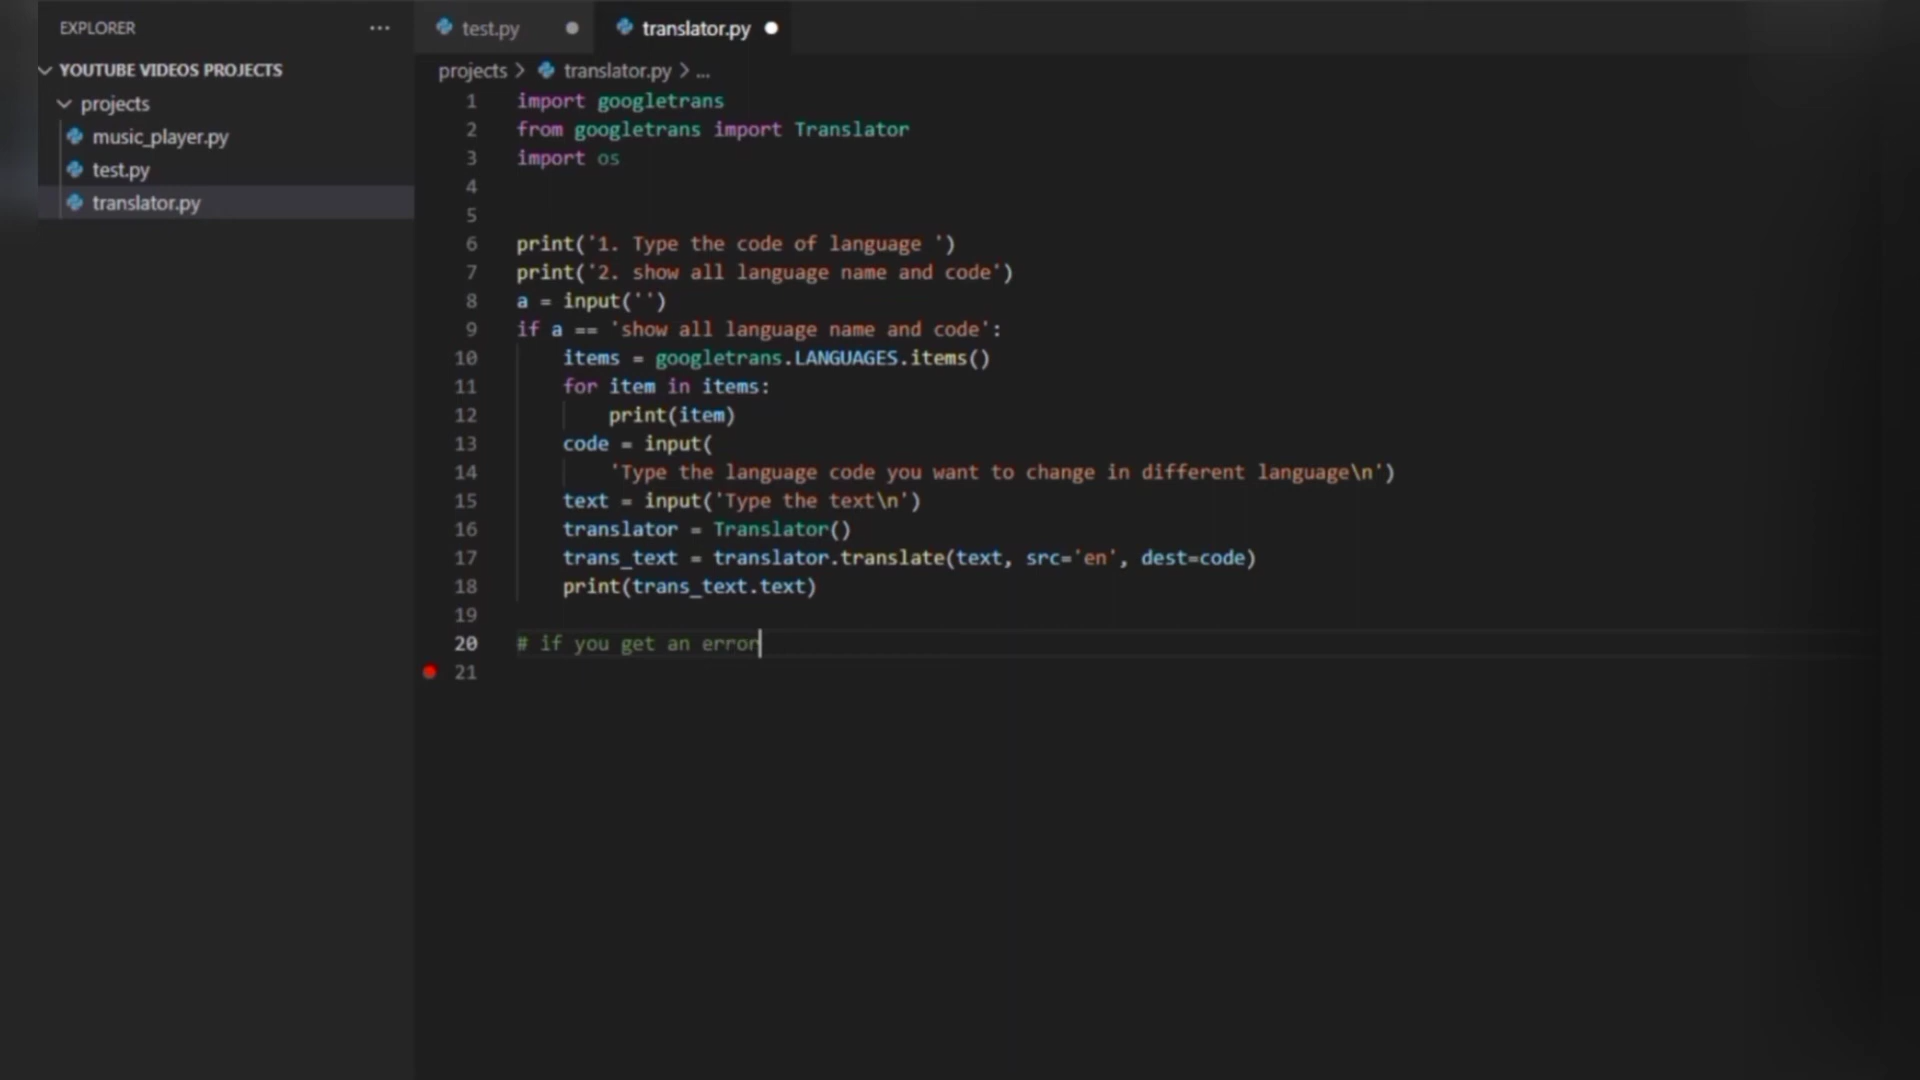 EXPLORER ...
YOUTUBE VIDEOS PROJECTS
projects
music_player.py
test.py
translator.py
test.py
translator.py
projects > translator.py > ...
1 import googletrans
2 from googletrans import Translator
3 import os
4
5
6 print('1. Type the code of language ')
7 print('2. show all language name and code')
8 a = input('')
9 if a == 'show all language name and code':
10     items = googletrans.LANGUAGES.items()
11     for item in items:
12         print(item)
13     code = input(
14         'Type the language code you want to change in different language\n')
15     text = input('Type the text\n')
16     translator = Translator()
17     trans_text = translator.translate(text, src='en', dest=code)
18     print(trans_text.text)
19
20 # if you get an error
21